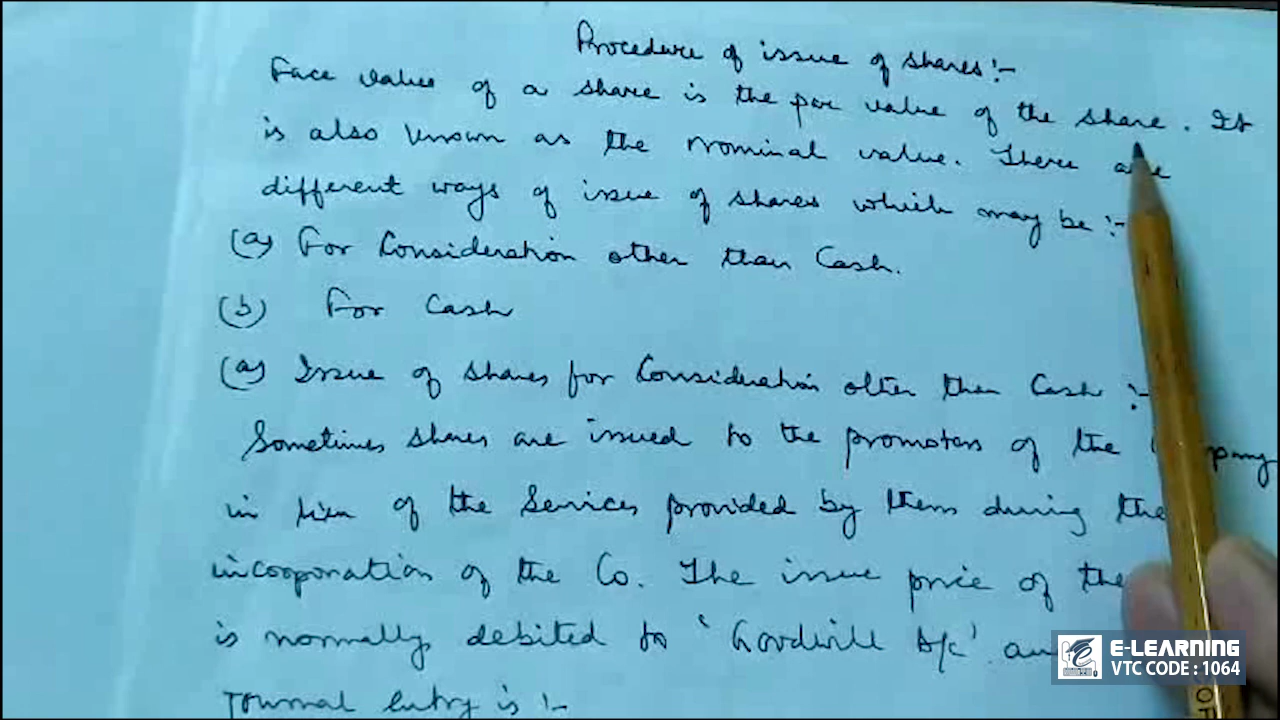 Procedure of issue of shares :-
Face value of a share is the par value of the share. It
is also known as the nominal value. There are
different ways of issue of shares which may be :-
(a) For Consideration other than Cash.
(b) For Cash
(a) Issue of shares for Consideration other than Cash :-
Sometimes shares are issued to the promoters of the Company
in lieu of the Services provided by them during the
incorporation of the Co. The issue price of the
is normally debited to 'Goodwill A/c'
Journal entry is :-
E-LEARNING
VTC CODE : 1064